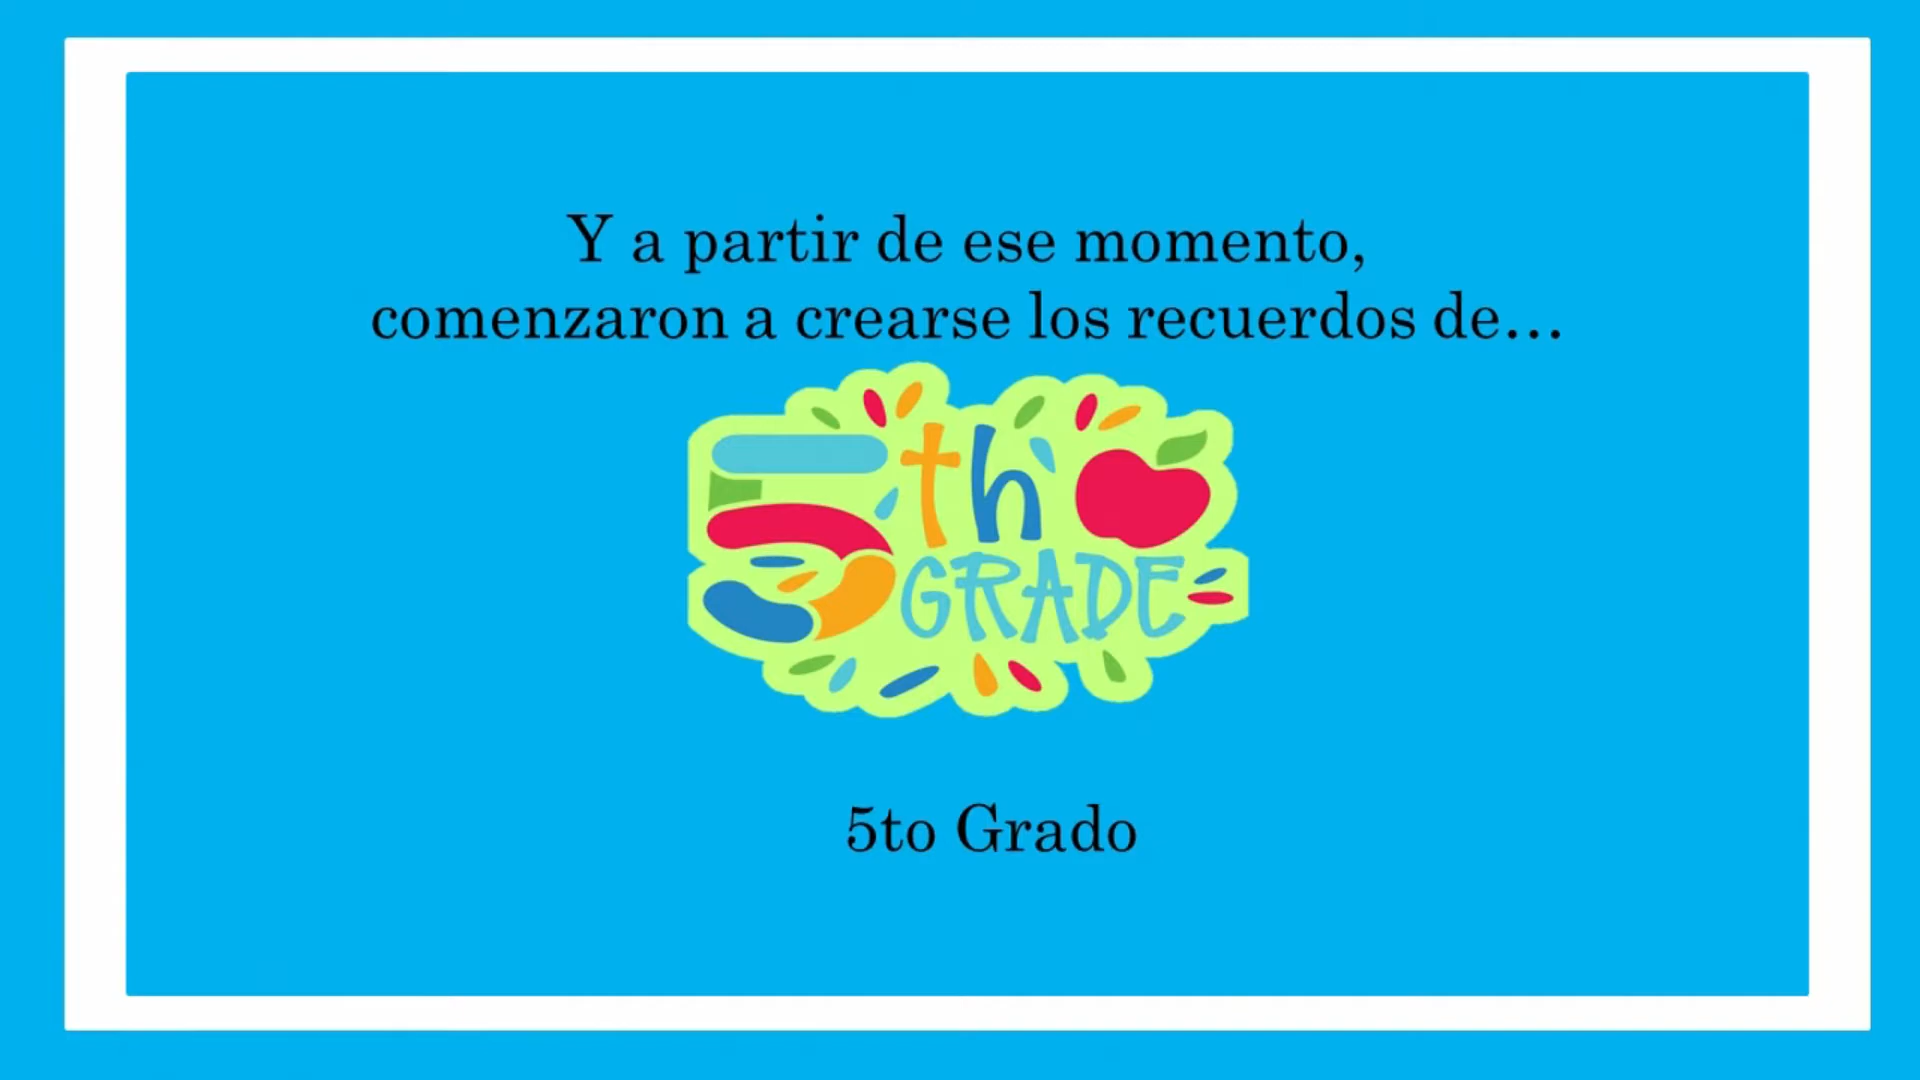 Y a partir de ese momento,
comenzaron a crearse los recuerdos de...
5th
GRADE
5to Grado